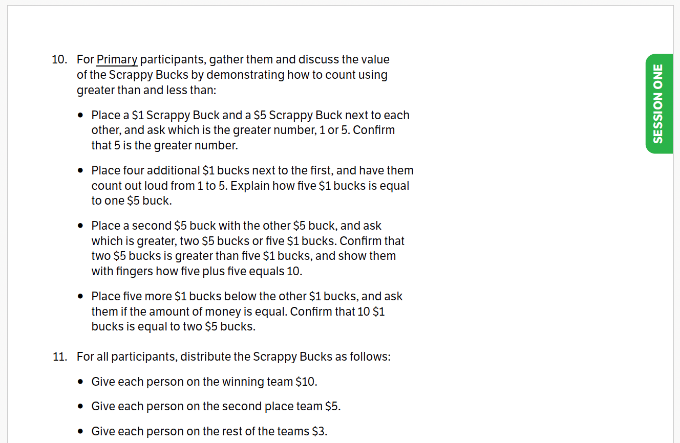 10. For Primary participants, gather them and discuss the value
of the Scrappy Bucks by demonstrating how to count using
greater than and less than:
• Place a $1 Scrappy Buck and a $5 Scrappy Buck next to each
other, and ask which is the greater number, 1 or 5. Confirm
that 5 is the greater number.
• Place four additional $1 bucks next to the first, and have them
count out loud from 1 to 5. Explain how five $1 bucks is equal
to one $5 buck.
• Place a second $5 buck with the other $5 buck, and ask
which is greater, two $5 bucks or five $1 bucks. Confirm that
two $5 bucks is greater than five $1 bucks, and show them
with fingers how five plus five equals 10.
• Place five more $1 bucks below the other $1 bucks, and ask
them if the amount of money is equal. Confirm that 10 $1
bucks is equal to two $5 bucks.
11. For all participants, distribute the Scrappy Bucks as follows:
• Give each person on the winning team $10.
• Give each person on the second place team $5.
• Give each person on the rest of the teams $3.
SESSION ONE